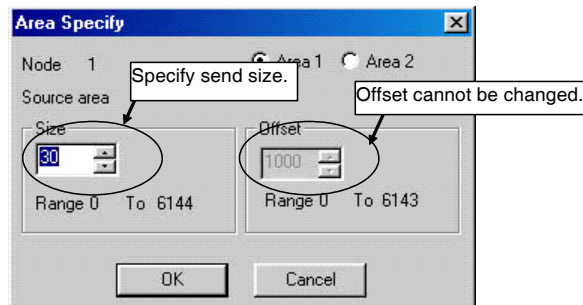 Area Specify
Node 1
Area 1 Area 2
Specify send size.
Source area
Offset cannot be changed.
Size
30
Range 0 To 6144
Offset
1000
Range 0 To 6143
OK Cancel